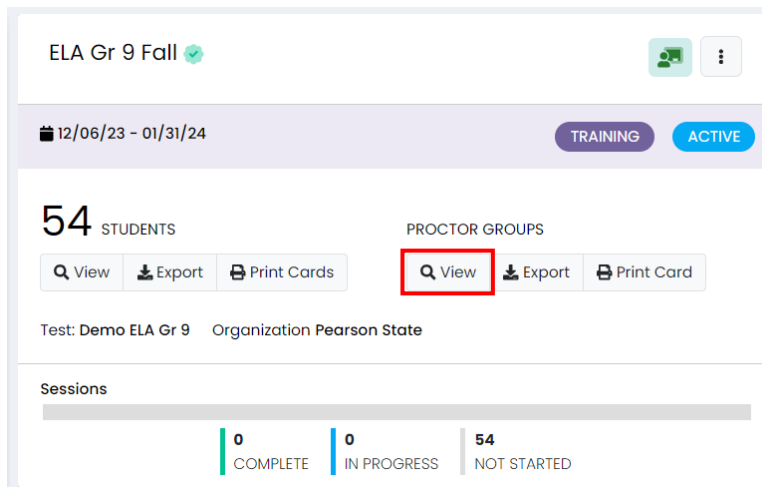 ELA Gr 9 Fall
12/06/23 - 01/31/24
TRAINING
ACTIVE
54 STUDENTS
PROCTOR GROUPS
View Export Print Cards
View Export Print Card
Test: Demo ELA Gr 9 Organization Pearson State
Sessions
0
COMPLETE
0
IN PROGRESS
54
NOT STARTED